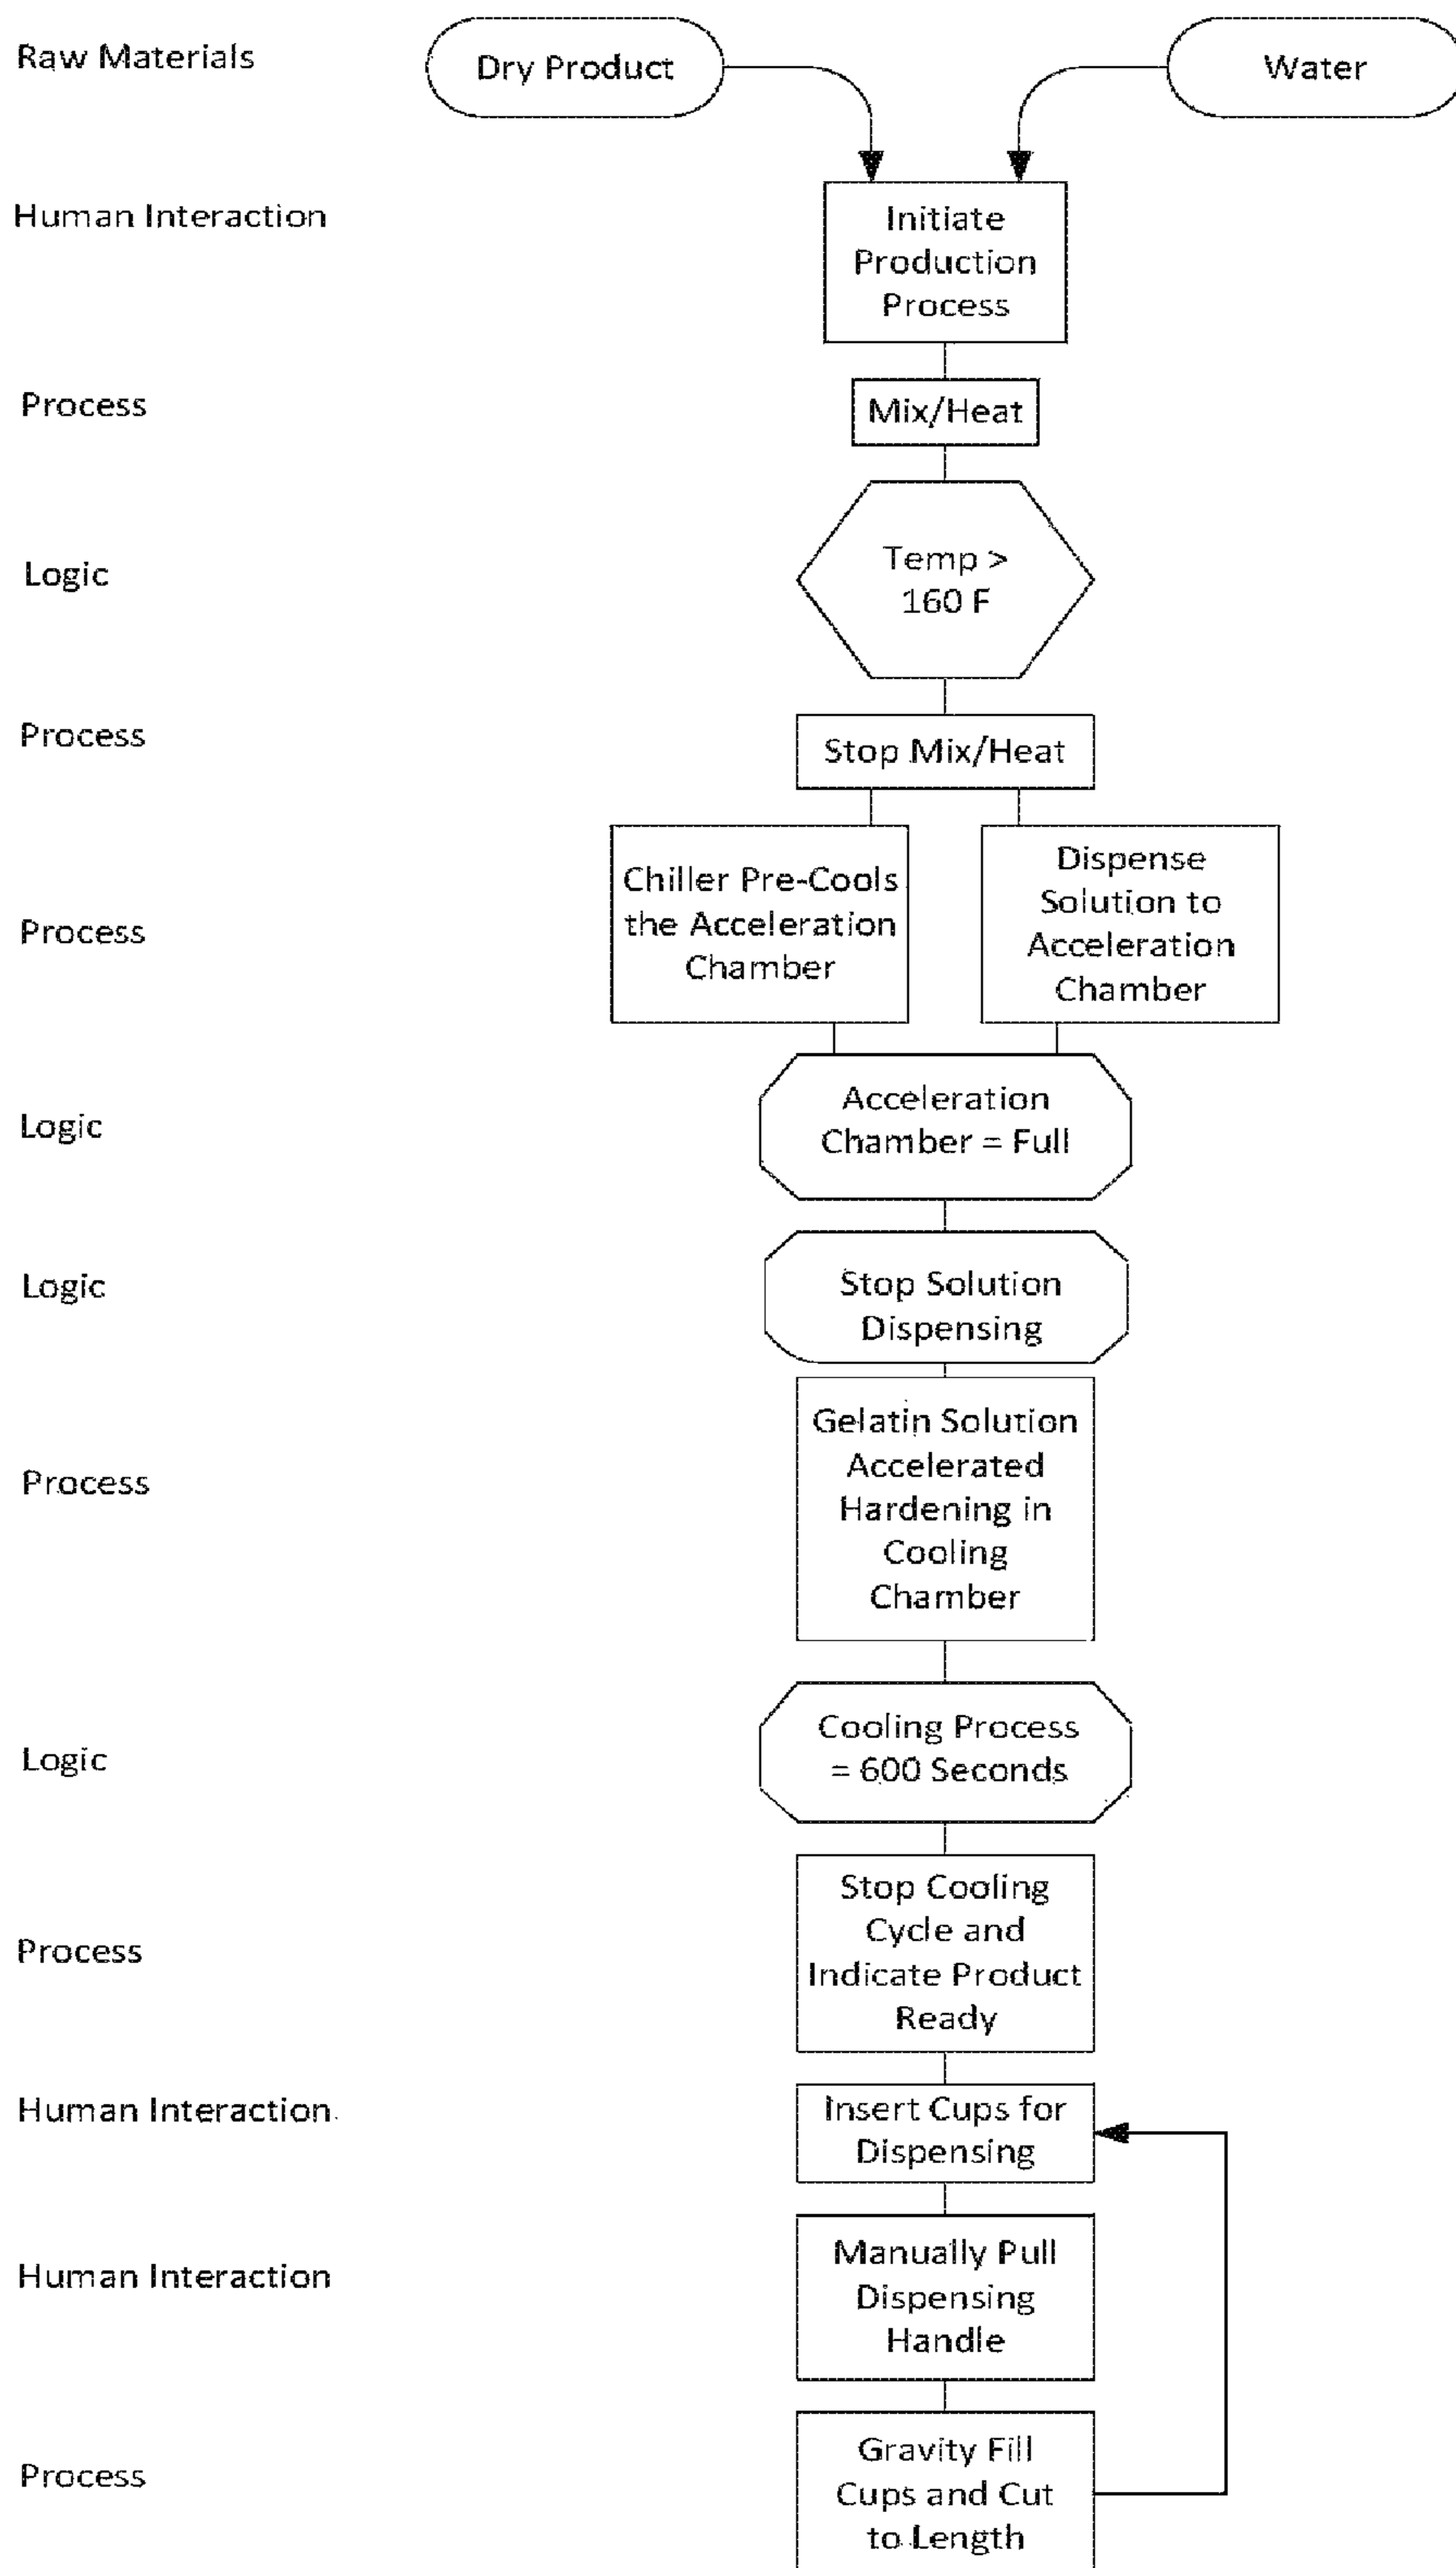 Raw Materials
Dry Product
Water
Human Interaction
Initiate
Production
Process
Process
Mix/Heat
Logic
Temp >
160 F
Process
Stop Mix/Heat
Process
Chiller Pre-Cools
the Acceleration
Chamber
Dispense
Solution to
Acceleration
Chamber
Logic
Acceleration
Chamber = Full
Logic
Stop Solution
Dispensing
Process
Gelatin Solution
Accelerated
Hardening in
Cooling
Chamber
Logic
Cooling Process
= 600 Seconds
Process
Stop Cooling
Cycle and
Indicate Product
Ready
Human Interaction
Insert Cups for
Dispensing
Human Interaction
Manually Pull
Dispensing
Handle
Process
Gravity Fill
Cups and Cut
to Length